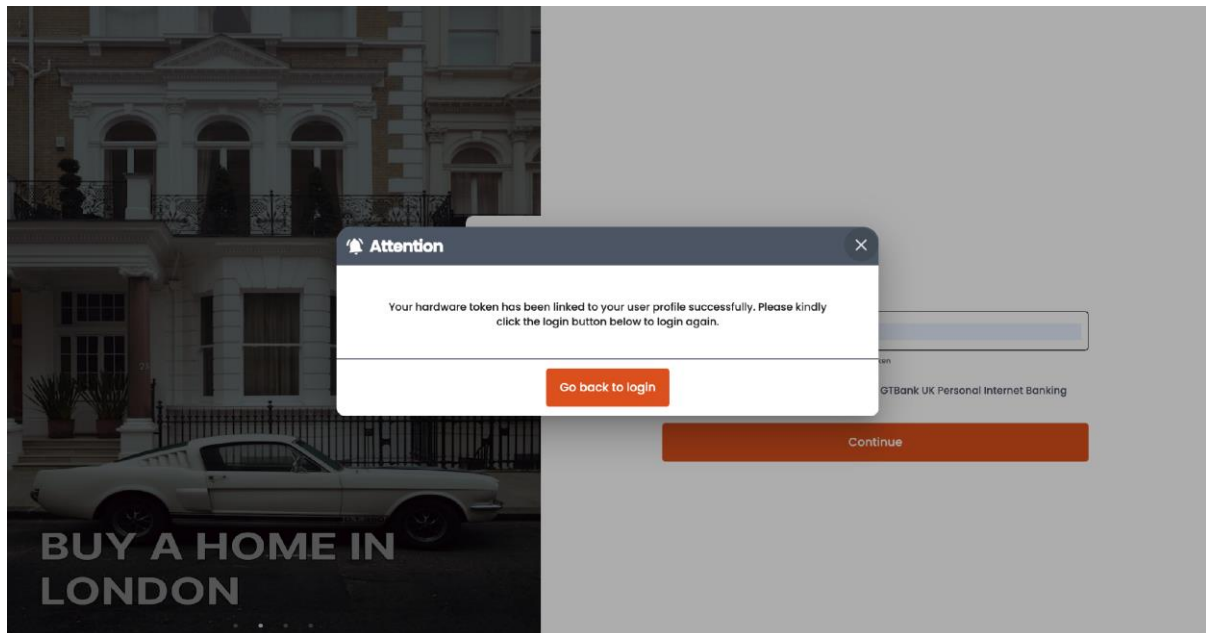 Attention
Your hardware token has been linked to your user profile successfully. Please kindly
click the login button below to login again.
Go back to login
GTBank UK Personal Internet Banking
Continue
BUY A HOME IN
LONDON